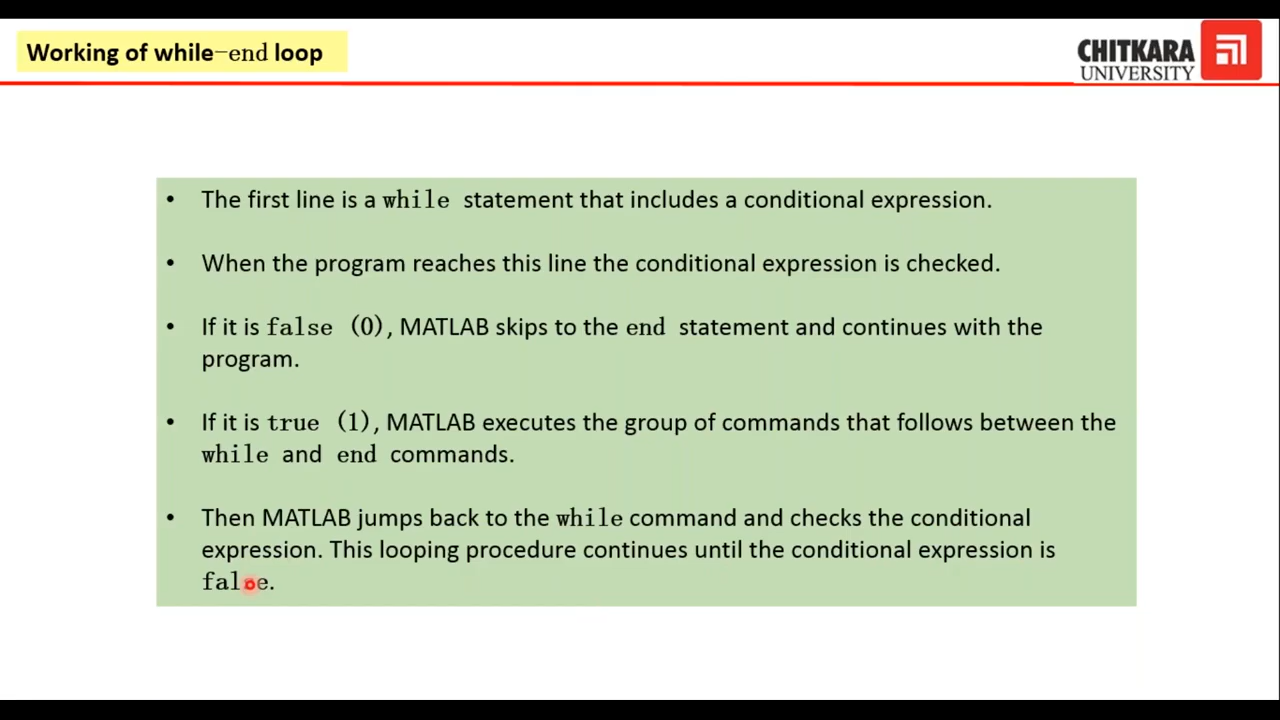 Working of while-end loop
CHITKARA
UNIVERSITY
• The first line is a while statement that includes a conditional expression.
• When the program reaches this line the conditional expression is checked.
• If it is false (0), MATLAB skips to the end statement and continues with the
program.
• If it is true (1), MATLAB executes the group of commands that follows between the
while and end commands.
• Then MATLAB jumps back to the while command and checks the conditional
expression. This looping procedure continues until the conditional expression is
false.